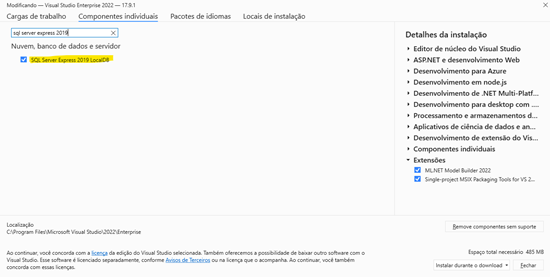 Modificando — Visual Studio Enterprise 2022 — 17.9.1
Cargas de trabalho Componentes individuais Pacotes de idiomas Locais de instalação
sql server express 2019
Nuvem, banco de dados e servidor
SQL Server Express 2019 LocalDB
Detalhes da instalação
Editor de núcleo do Visual Studio
ASP.NET e desenvolvimento Web
Desenvolvimento para Azure
Desenvolvimento em node.js
Desenvolvimento de .NET Multi-Platf...
Desenvolvimento para desktop com ....
Processamento e armazenamentos d...
Aplicativos de ciência de dados e an...
Desenvolvimento de extensão do Vis...
Componentes individuais
Extensões
ML.NET Model Builder 2022
Single-project MSIX Packaging Tools for VS 2...
Localização
C:\Program Files\Microsoft Visual Studio\2022\Enterprise
Remove componentes sem suporte
Ao continuar, você concorda com a licença da edição do Visual Studio selecionada. Também oferecemos a possibilidade de baixar outro software com o
Visual Studio. Esse software é licenciado separadamente, conforme Avisos de Terceiros ou na licença que o acompanha. Ao continuar, você também
concorda com essas licenças.
Espaço total necessário 485 MB
Instalar durante o download
Fechar